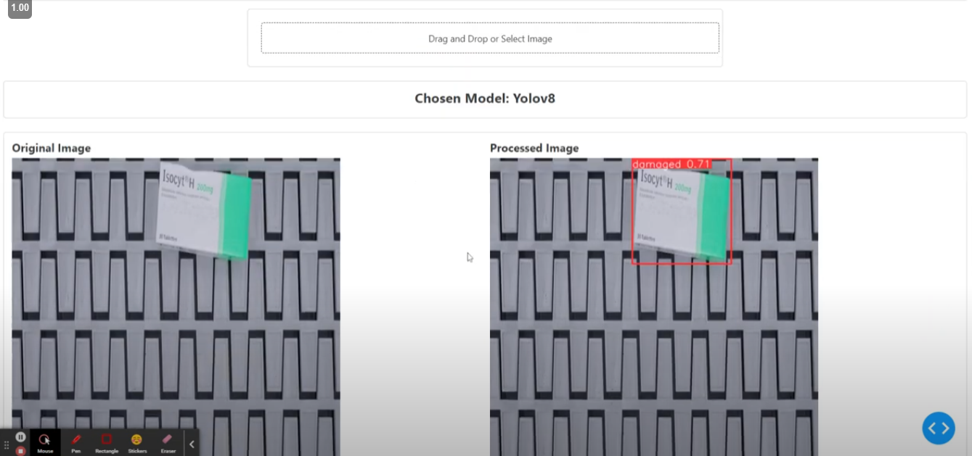 1.00
Drag and Drop or Select Image
Chosen Model: Yolov8
Original Image
Processed Image
Isocyt®H 200mg
damaged 0.71
Isocyt®H 200mg
Mouse
Pen
Rectangle
Stickers
Eraser